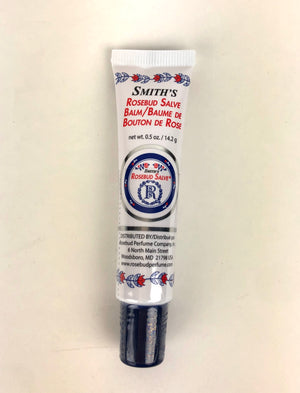 SMITH'S
ROSEBUD SALVE
BALM/BAUME DE
BOUTON DE ROSE
net wt. 0.5 oz. / 14.2 g
SMITH'S
ROSEBUD SALVE
R
DISTRIBUTED BY/Distribué par
Rosebud Perfume Company, Inc
6 North Main Street
Woodsboro, MD 21798 USA
www.rosebudperfume.com